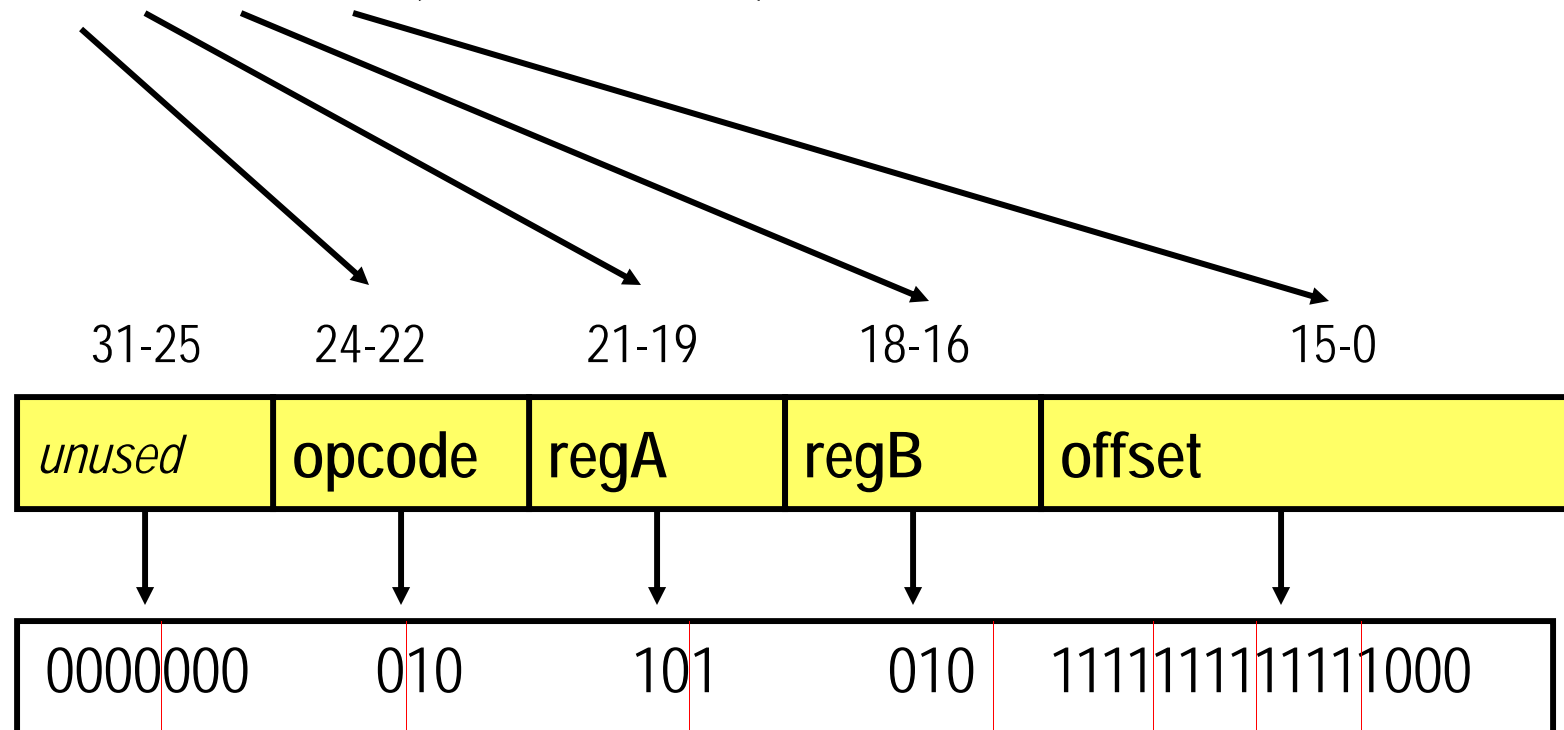 31-25 24-22 21-19 18-16 15-0
unused opcode regA regB offset
0000000 010 101 010 1111111111111000